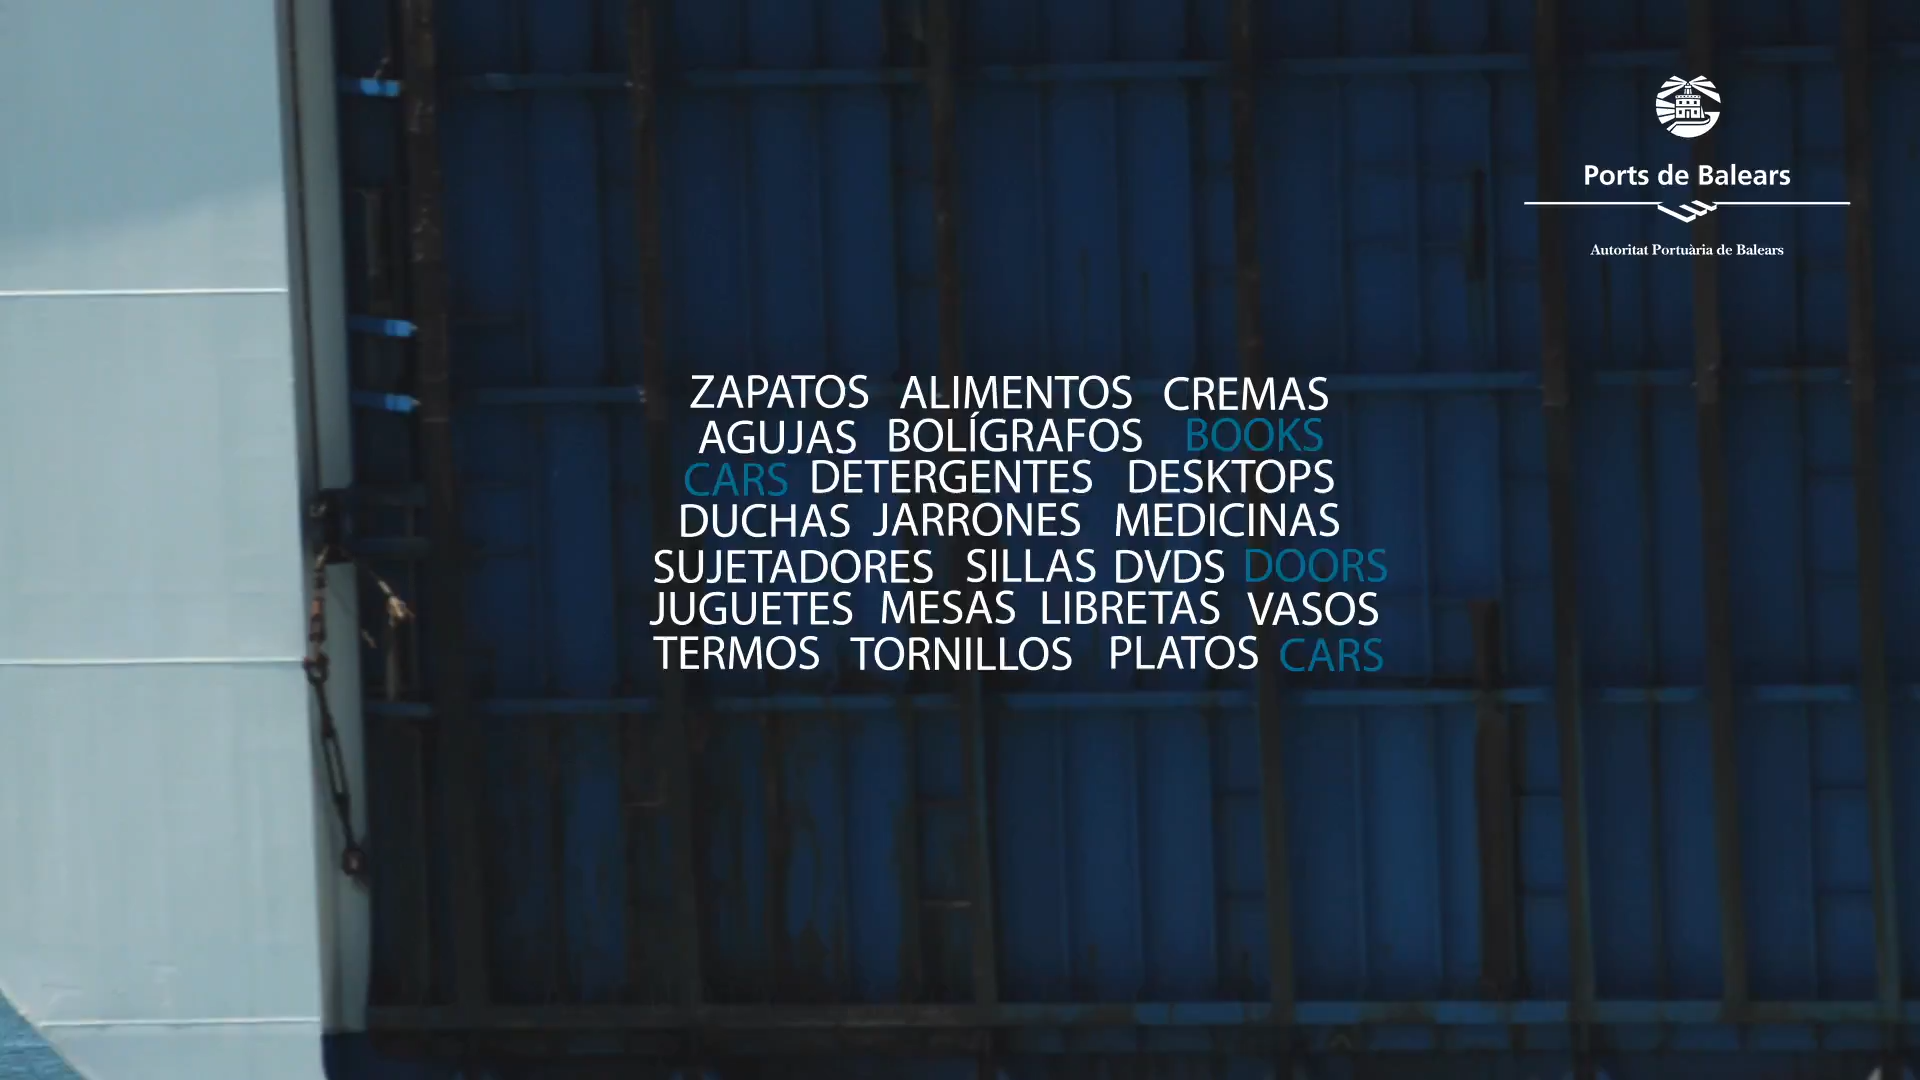 Ports de Balears
Autoritat Portuària de Balears
ZAPATOS ALIMENTOS CREMAS
AGUJAS BOLÍGRAFOS BOOKS
CARS DETERGENTES DESKTOPS
DUCHAS JARRONES MEDICINAS
SUJETADORES SILLAS DVDS DOORS
JUGUETES MESAS LIBRETAS VASOS
TERMOS TORNILLOS PLATOS CARS